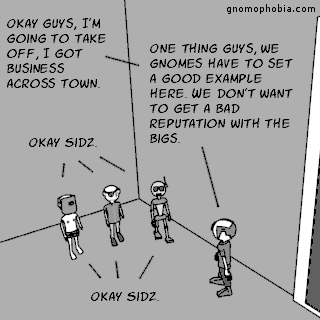 gnomophobia.com
OKAY GUYS, I'M
GOING TO TAKE
OFF, I GOT
BUSINESS
ACROSS TOWN.
OKAY SIDZ.
ONE THING GUYS, WE
GNOMES HAVE TO SET
A GOOD EXAMPLE
HERE. WE DON'T WANT
TO GET A BAD
REPUTATION WITH THE
BIGS.
OKAY SIDZ.